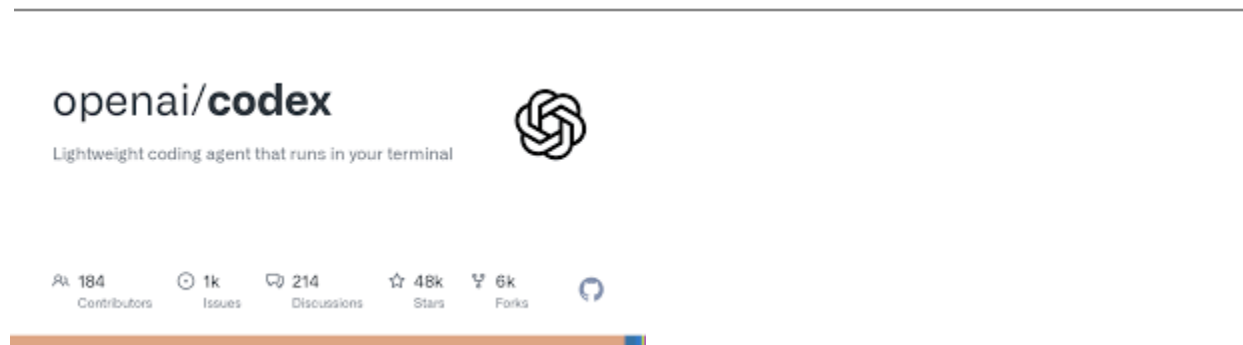 openai/codex
Lightweight coding agent that runs in your terminal
184 1k 214 48k 6k
Contributors Issues Discussions Stars Forks